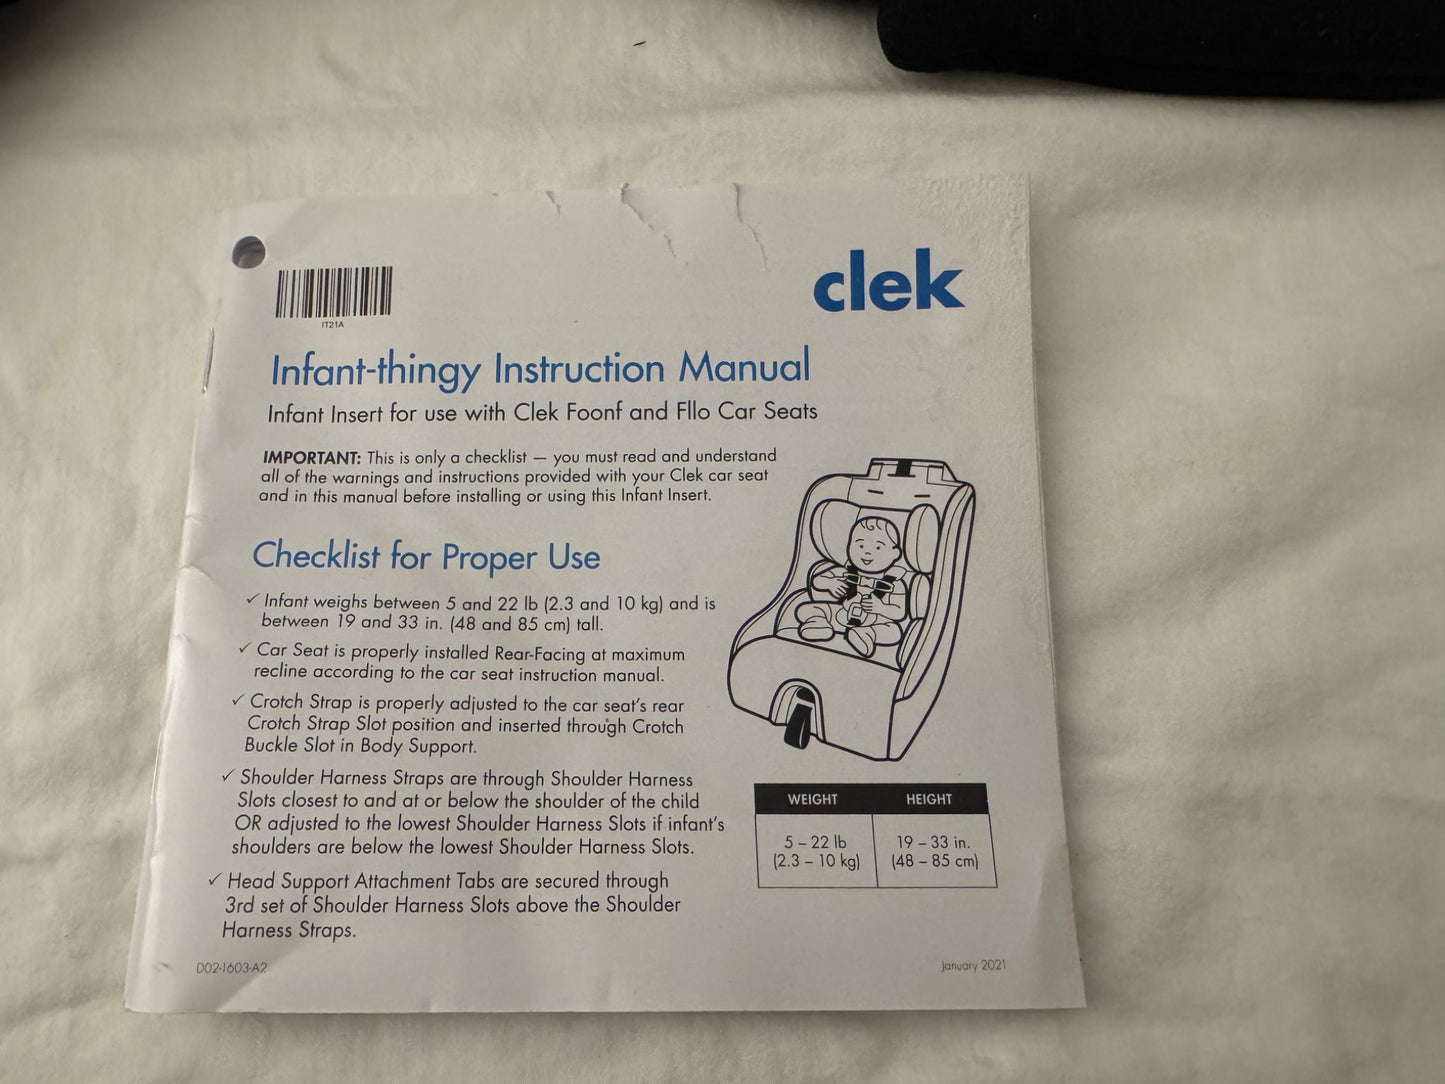 clek
IT21A
Infant-thingy Instruction Manual
Infant Insert for use with Clek Foonf and Fllo Car Seats
IMPORTANT: This is only a checklist — you must read and understand
all of the warnings and instructions provided with your Clek car seat
and in this manual before installing or using this Infant Insert.
Checklist for Proper Use
✓ Infant weighs between 5 and 22 lb (2.3 and 10 kg) and is
between 19 and 33 in. (48 and 85 cm) tall.
✓ Car Seat is properly installed Rear-Facing at maximum
recline according to the car seat instruction manual.
✓ Crotch Strap is properly adjusted to the car seat's rear
Crotch Strap Slot position and inserted through Crotch
Buckle Slot in Body Support.
✓ Shoulder Harness Straps are through Shoulder Harness
Slots closest to and at or below the shoulder of the child
OR adjusted to the lowest Shoulder Harness Slots if infant's
shoulders are below the lowest Shoulder Harness Slots.
✓ Head Support Attachment Tabs are secured through
3rd set of Shoulder Harness Slots above the Shoulder
Harness Straps.
WEIGHT HEIGHT
5 – 22 lb 19 – 33 in.
(2.3 – 10 kg) (48 – 85 cm)
D02-1603-A2
January 2021